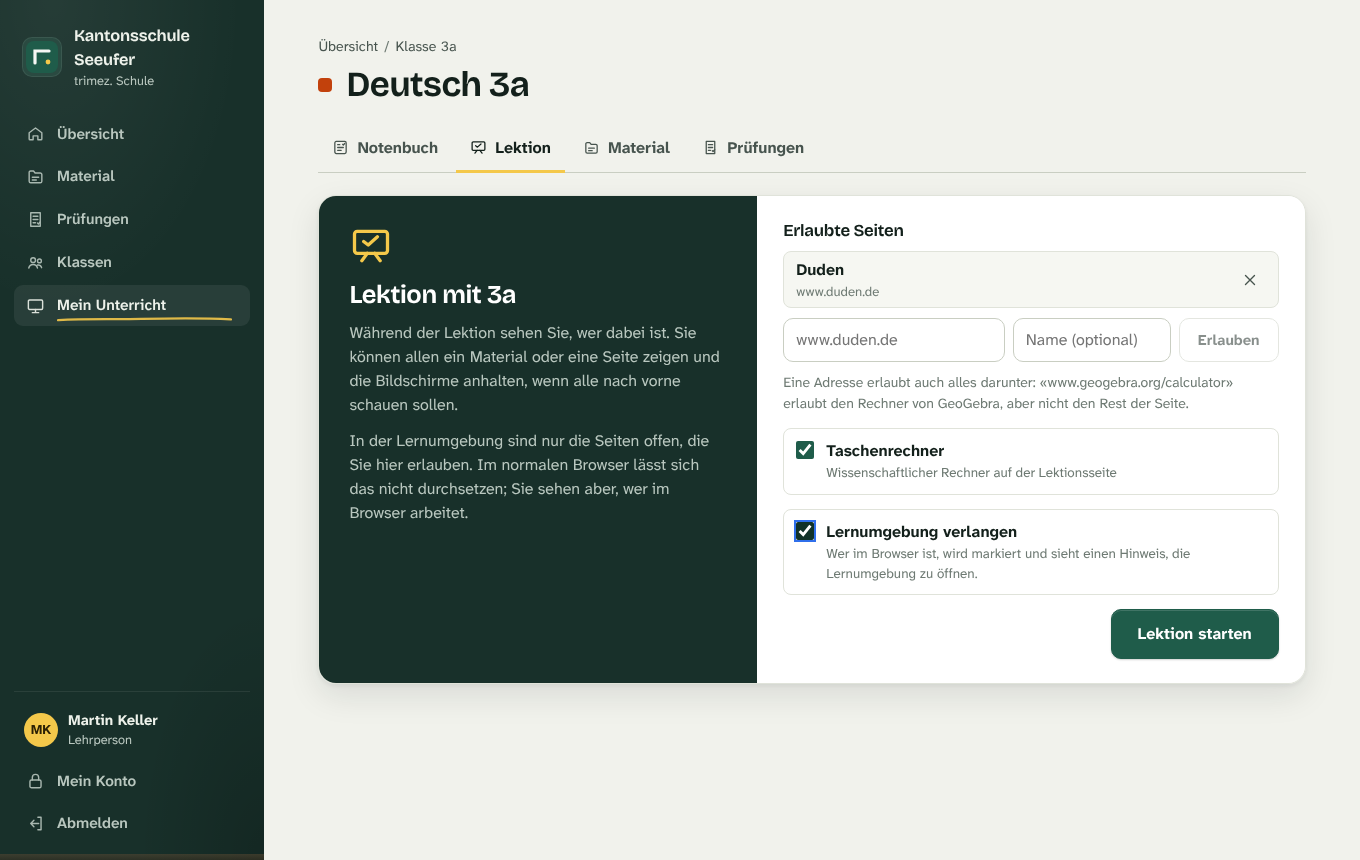 Kantonsschule
Seeufer
trimez. Schule
Übersicht
Material
Prüfungen
Klassen
Mein Unterricht
MK
Martin Keller
Lehrperson
Mein Konto
Abmelden
Übersicht / Klasse 3a
Deutsch 3a
Notenbuch
Lektion
Material
Prüfungen
Lektion mit 3a
Während der Lektion sehen Sie, wer dabei ist. Sie
können allen ein Material oder eine Seite zeigen und
die Bildschirme anhalten, wenn alle nach vorne
schauen sollen.
In der Lernumgebung sind nur die Seiten offen, die
Sie hier erlauben. Im normalen Browser lässt sich
das nicht durchsetzen; Sie sehen aber, wer im
Browser arbeitet.
Erlaubte Seiten
Duden
www.duden.de
www.duden.de
Name (optional)
Erlauben
Eine Adresse erlaubt auch alles darunter: «www.geogebra.org/calculator»
erlaubt den Rechner von GeoGebra, aber nicht den Rest der Seite.
Taschenrechner
Wissenschaftlicher Rechner auf der Lektionsseite
Lernumgebung verlangen
Wer im Browser ist, wird markiert und sieht einen Hinweis, die
Lernumgebung zu öffnen.
Lektion starten